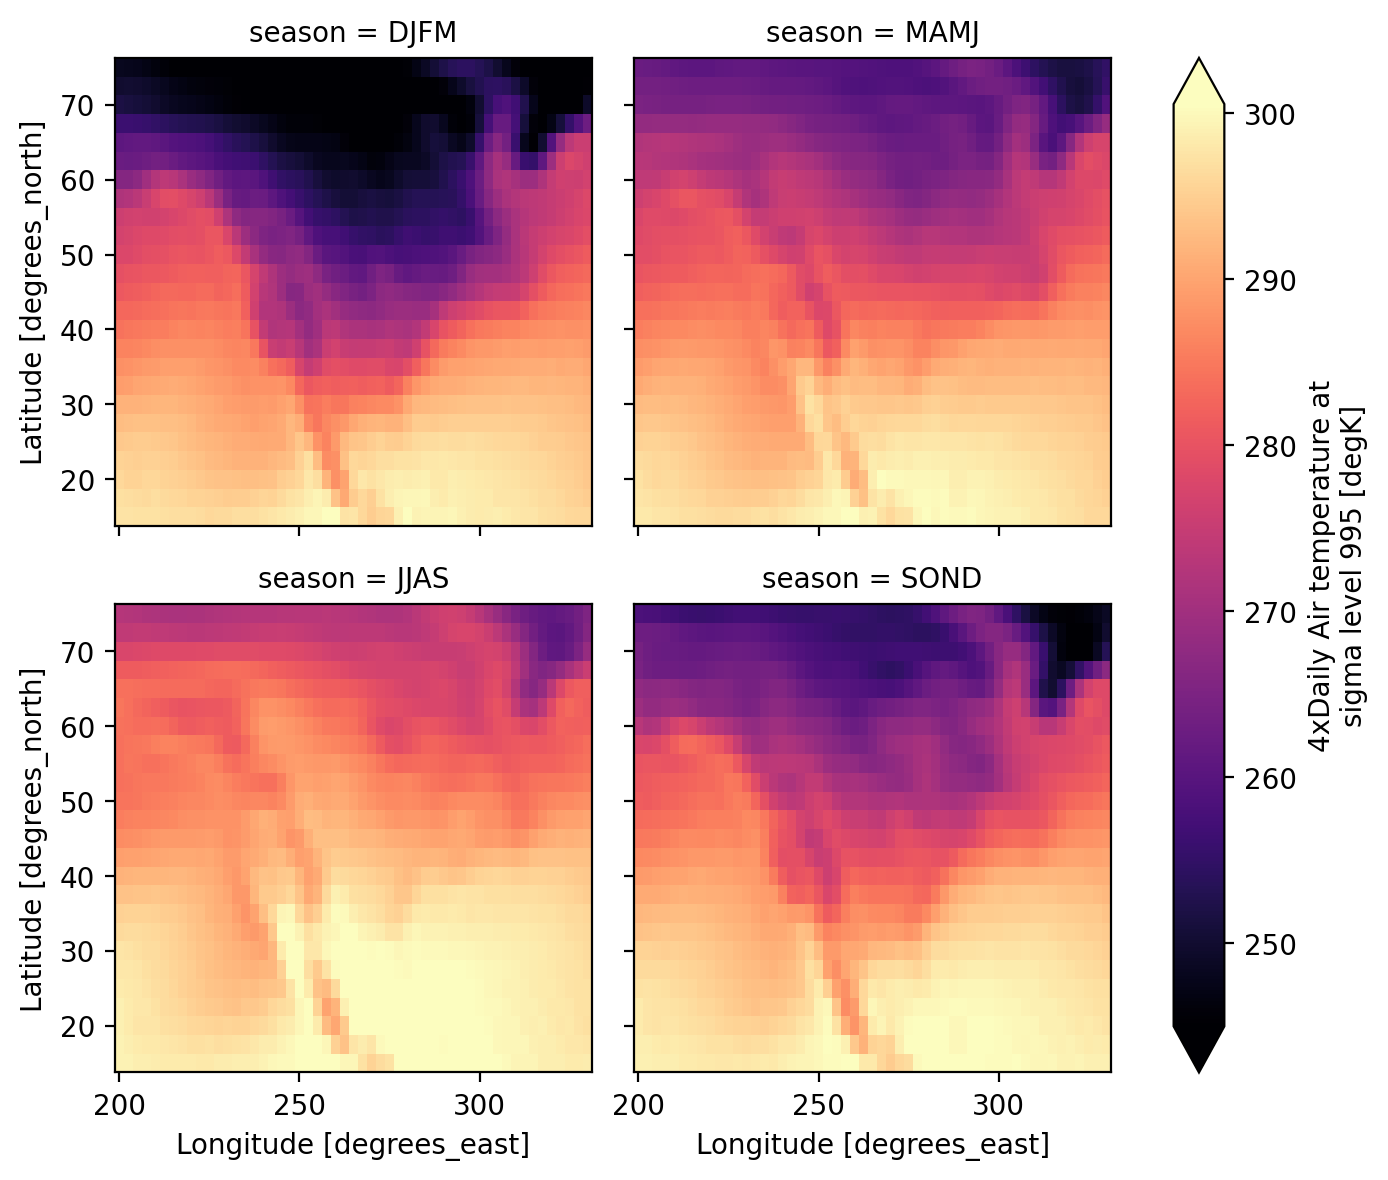 season = DJFM
season = MAMJ
70
60
50
40
30
20
Latitude [degrees_north]
season = JJAS
season = SOND
70
60
50
40
30
20
Latitude [degrees_north]
200
250
300
Longitude [degrees_east]
200
250
300
Longitude [degrees_east]
300
290
280
270
260
250
4xDaily Air temperature at
sigma level 995 [degK]